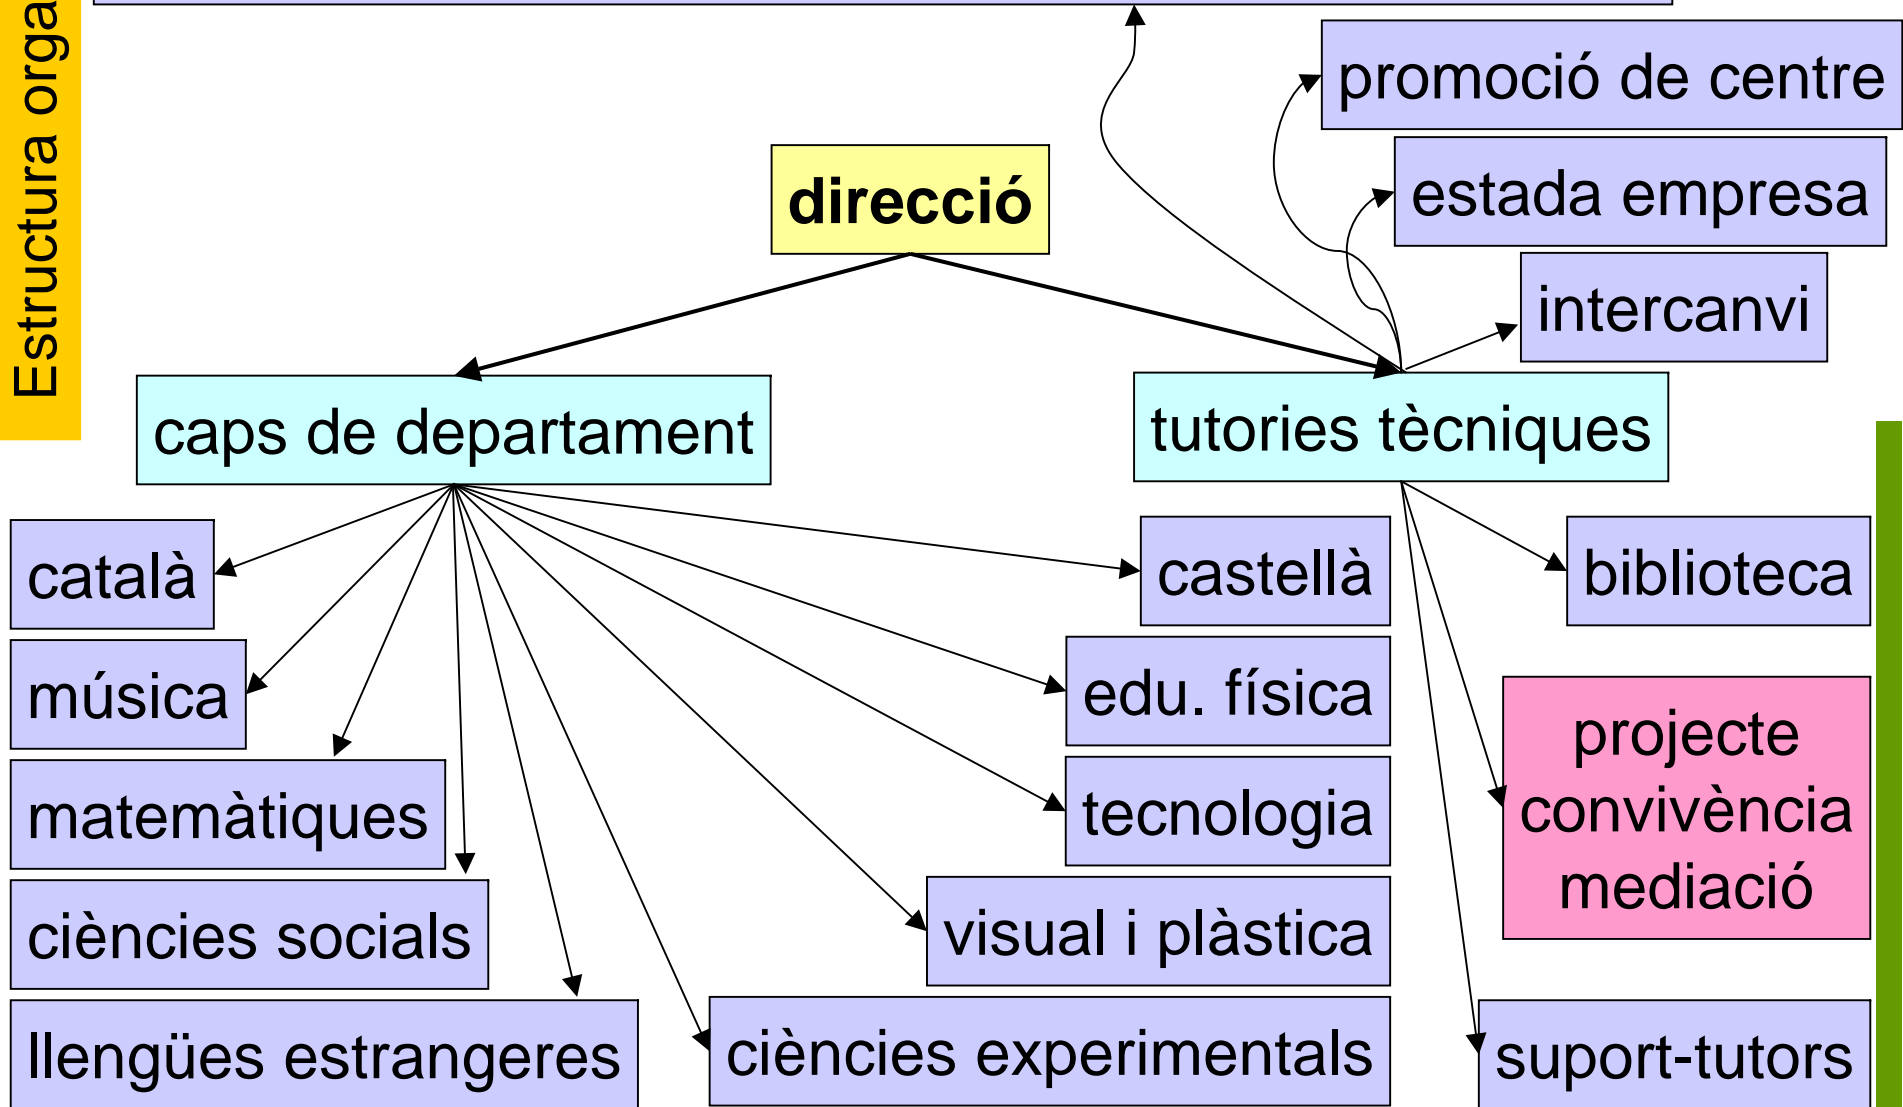 Estructura orga
promoció de centre
direcció
estada empresa
intercanvi
caps de departament
tutories tècniques
català
castellà
biblioteca
música
edu. física
projecte
convivència
mediació
matemàtiques
tecnologia
ciències socials
visual i plàstica
llengües estrangeres
ciències experimentals
suport-tutors